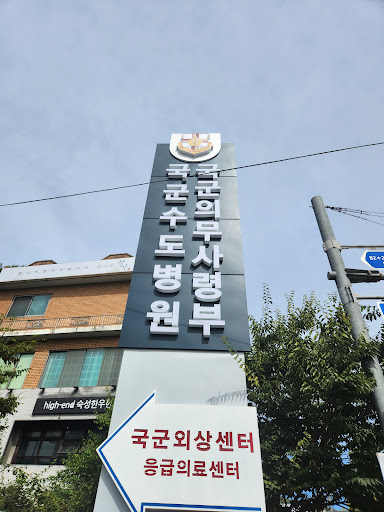 국군의무사령부
국군수도병원
국군외상센터
응급의료센터
high-end 숙성한우